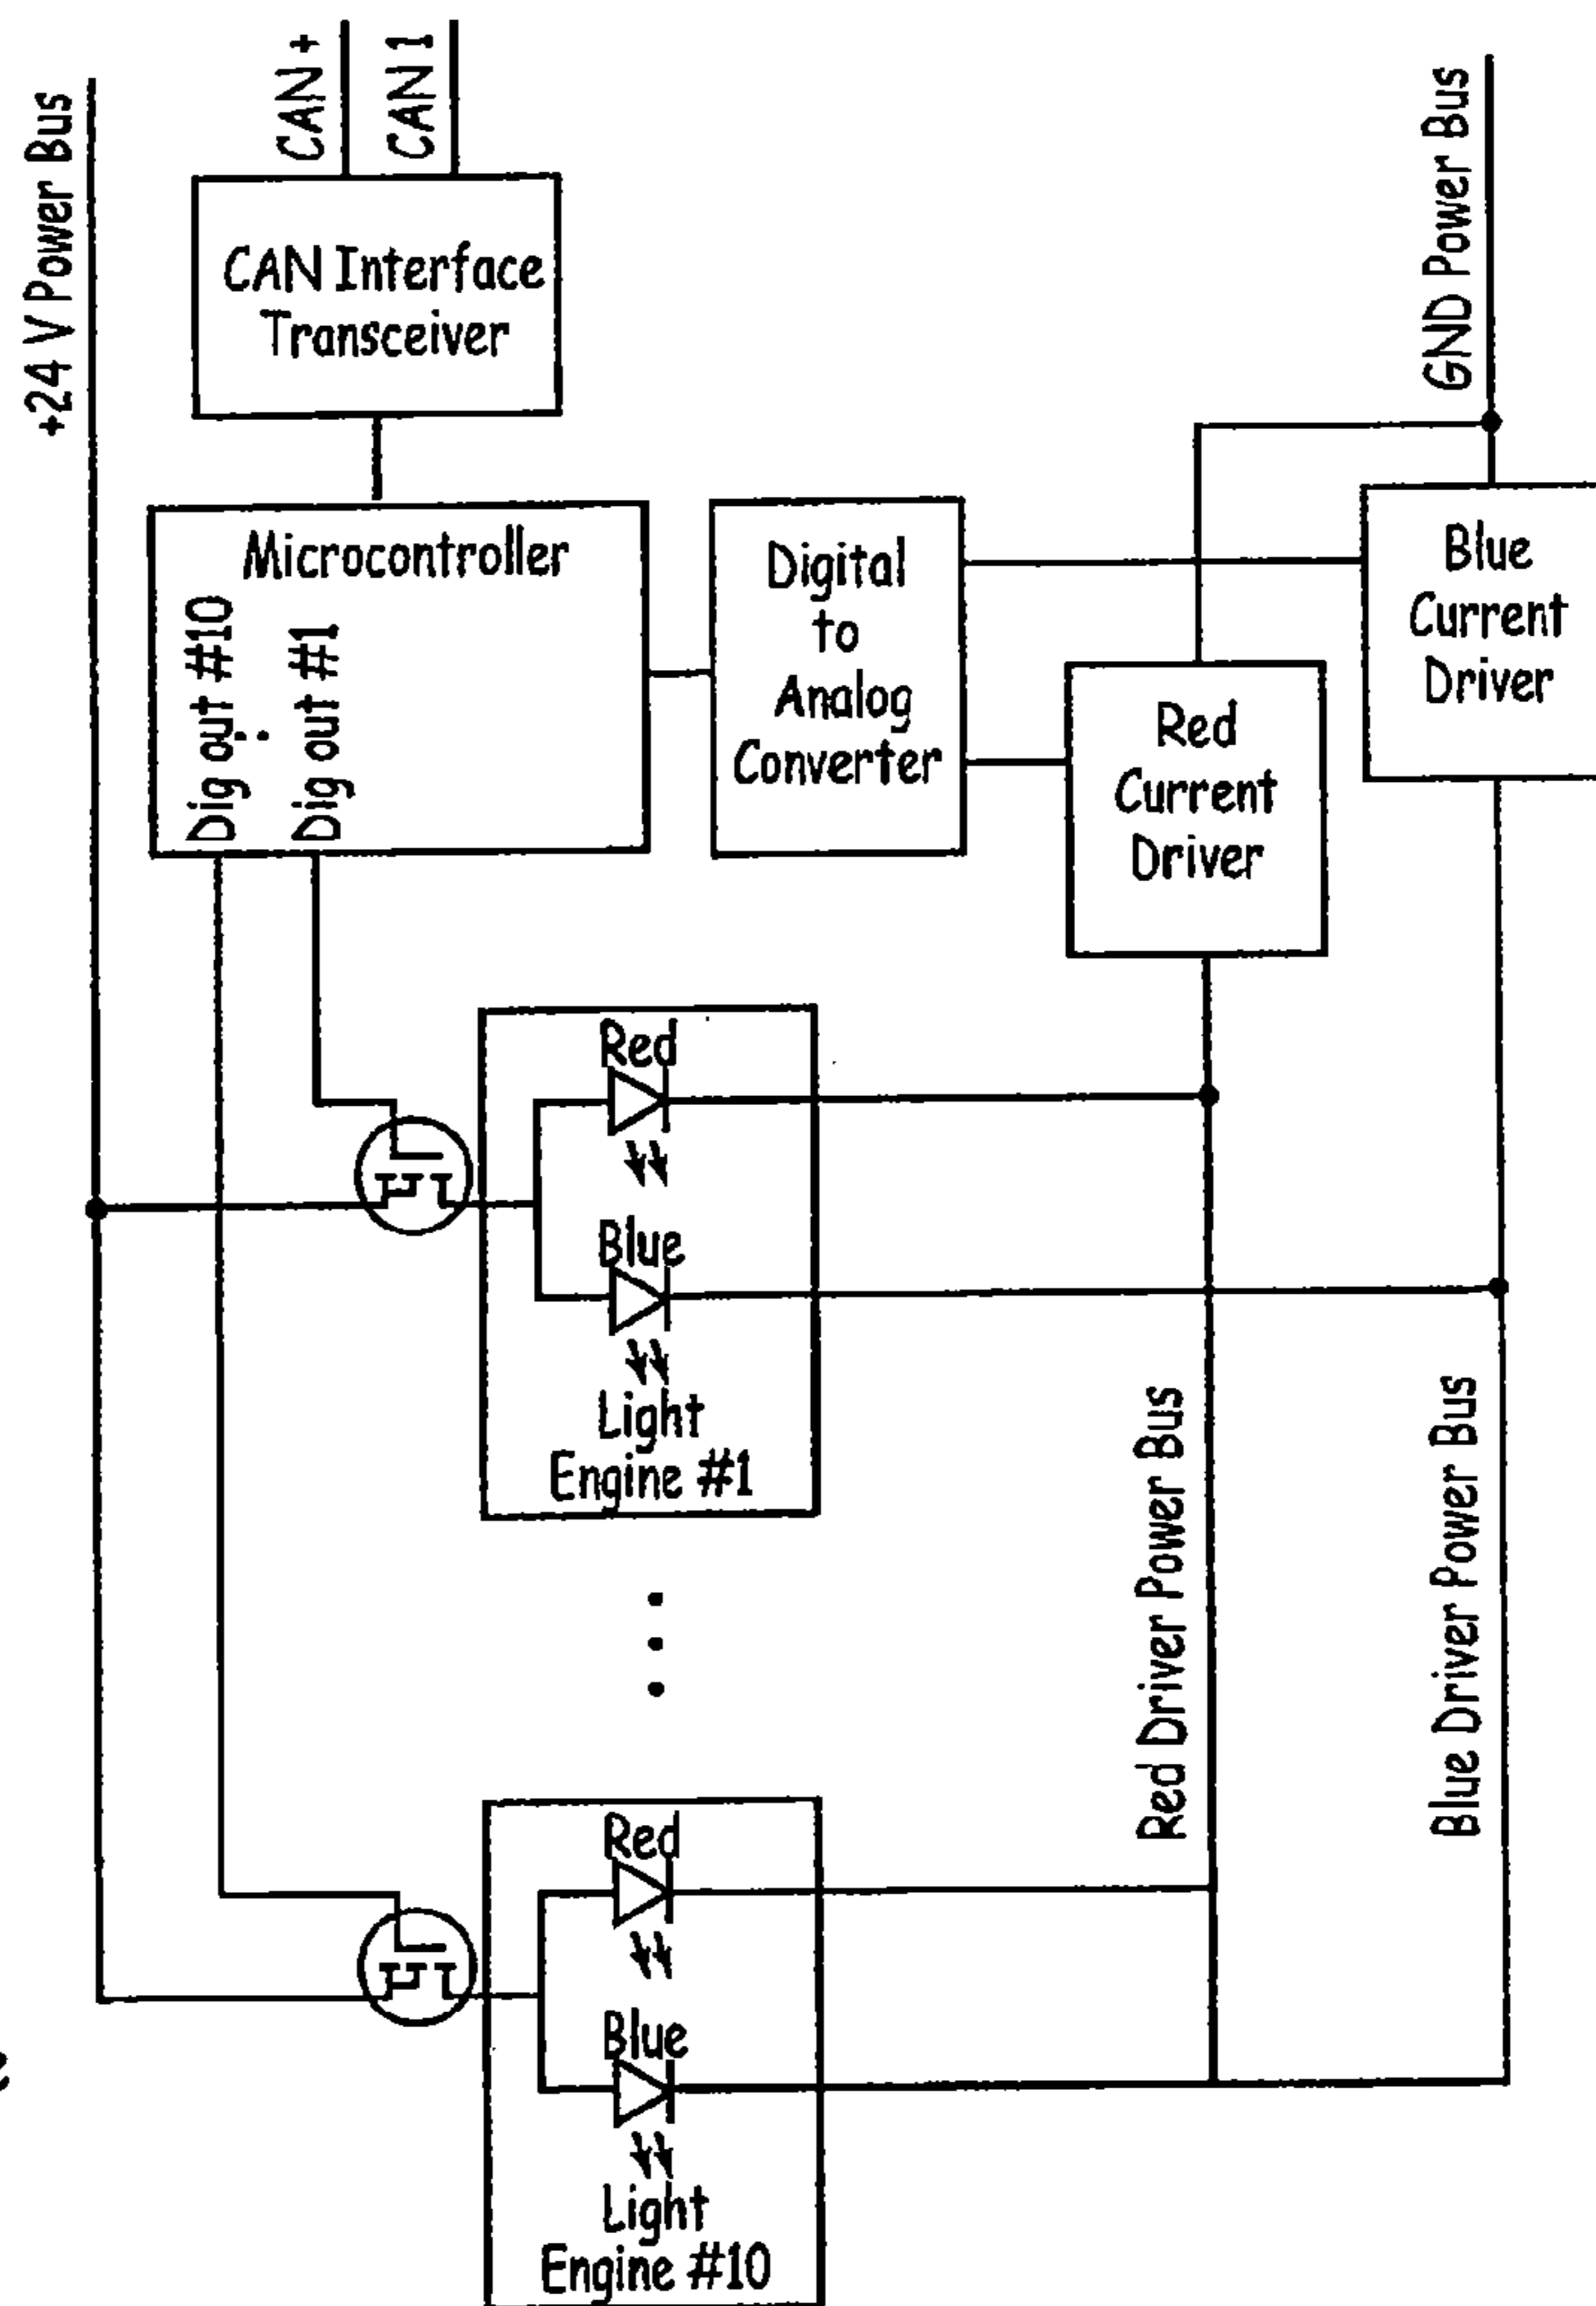 +24 V Power Bus
CAN +
CAN 1
CAN Interface
Transceiver
GND Power Bus
Microcontroller
Dig out #10
Dig out #1
Digital
to
Analog
Converter
Blue
Current
Driver
Red
Current
Driver
Red
Blue
Light
Engine #1
Red Driver Power Bus
Blue Driver Power Bus
Red
Blue
Light
Engine #10